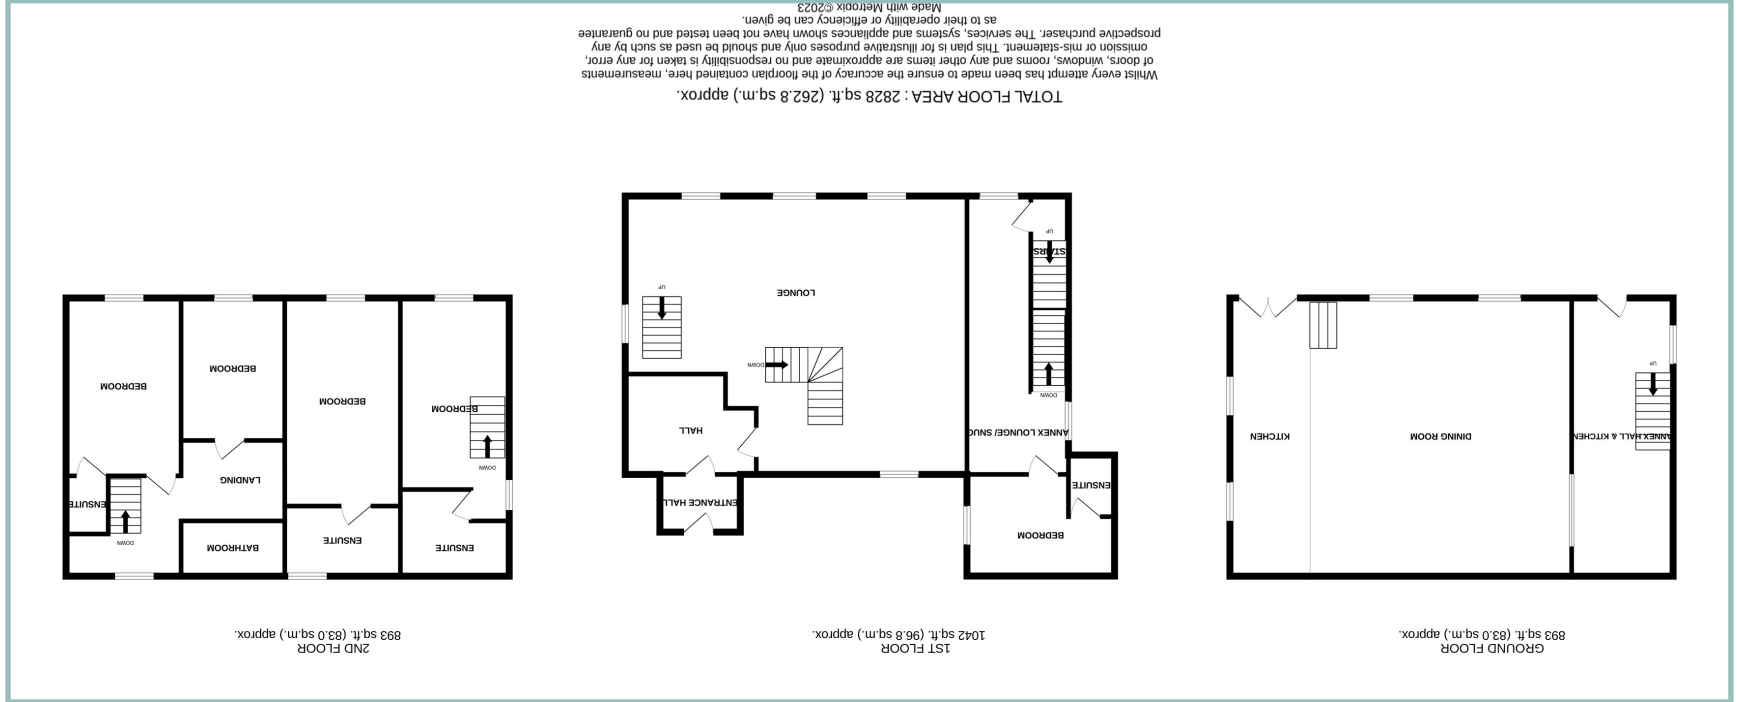 GROUND FLOOR
893 sq.ft. (83.0 sq.m.) approx.
ANNEX HALL & KITCHEN
DINING ROOM
KITCHEN
UP
1ST FLOOR
1042 sq.ft. (96.8 sq.m.) approx.
BEDROOM
ENTRANCE HALL
ENSUITE
ANNEX LOUNGE/ SNUG
HALL
DOWN
DOWN
LOUNGE
UP
STAIRS
UP
2ND FLOOR
893 sq.ft. (83.0 sq.m.) approx.
ENSUITE
ENSUITE
BATHROOM
DOWN
ENSUITE
LANDING
DOWN
BEDROOM
BEDROOM
BEDROOM
BEDROOM
TOTAL FLOOR AREA : 2828 sq.ft. (262.8 sq.m.) approx.
Whilst every attempt has been made to ensure the accuracy of the floorplan contained here, measurements
of doors, windows, rooms and any other items are approximate and no responsibility is taken for any error,
omission or mis-statement. This plan is for illustrative purposes only and should be used as such by any
prospective purchaser. The services, systems and appliances shown have not been tested and no guarantee
as to their operability or efficiency can be given.
Made with Metropix ©2023